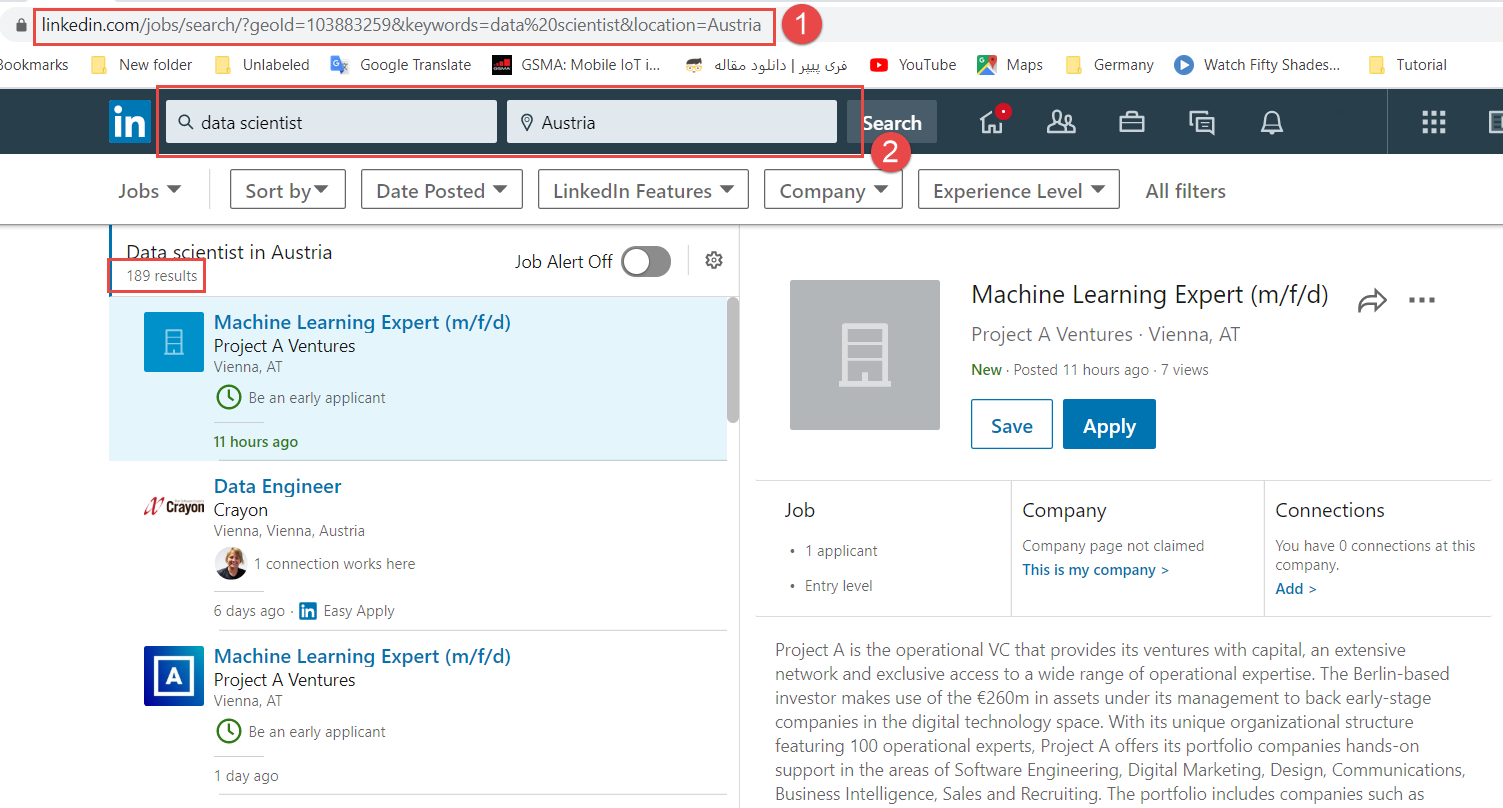 linkedin.com/jobs/search/?geoId=103883259&keywords=data%20scientist&location=Austria
1
ookmarks
New folder
Unlabeled
Google Translate
GSMA: Mobile IoT i...
فری پیپر | دانلود مقاله
YouTube
Maps
Germany
Watch Fifty Shades...
Tutorial
in
data scientist
Austria
Search
2
Jobs
Sort by
Date Posted
LinkedIn Features
Company
Experience Level
All filters
Data scientist in Austria
189 results
Job Alert Off
Machine Learning Expert (m/f/d)
Project A Ventures
Vienna, AT
Be an early applicant
11 hours ago
Crayon
Data Engineer
Crayon
Vienna, Vienna, Austria
1 connection works here
6 days ago · in Easy Apply
A
Machine Learning Expert (m/f/d)
Project A Ventures
Vienna, AT
Be an early applicant
1 day ago
Machine Learning Expert (m/f/d)
Project A Ventures · Vienna, AT
New · Posted 11 hours ago · 7 views
Save
Apply
Job
• 1 applicant
• Entry level
Company
Company page not claimed
This is my company >
Connections
You have 0 connections at this
company.
Add >
Project A is the operational VC that provides its ventures with capital, an extensive
network and exclusive access to a wide range of operational expertise. The Berlin-based
investor makes use of the €260m in assets under its management to back early-stage
companies in the digital technology space. With its unique organizational structure
featuring 100 operational experts, Project A offers its portfolio companies hands-on
support in the areas of Software Engineering, Digital Marketing, Design, Communications,
Business Intelligence, Sales and Recruiting. The portfolio includes companies such as